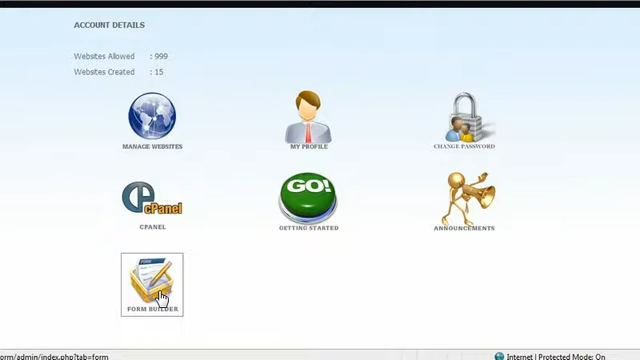 ACCOUNT DETAILS
Websites Allowed : 999
Websites Created : 15
MANAGE WEBSITES
MY PROFILE
CHANGE PASSWORD
cPanel
GO!
CPANEL
GETTING STARTED
ANNOUNCEMENTS
FORM BUILDER
orm/admin/index.php?tab=form
Internet | Protected Mode: On